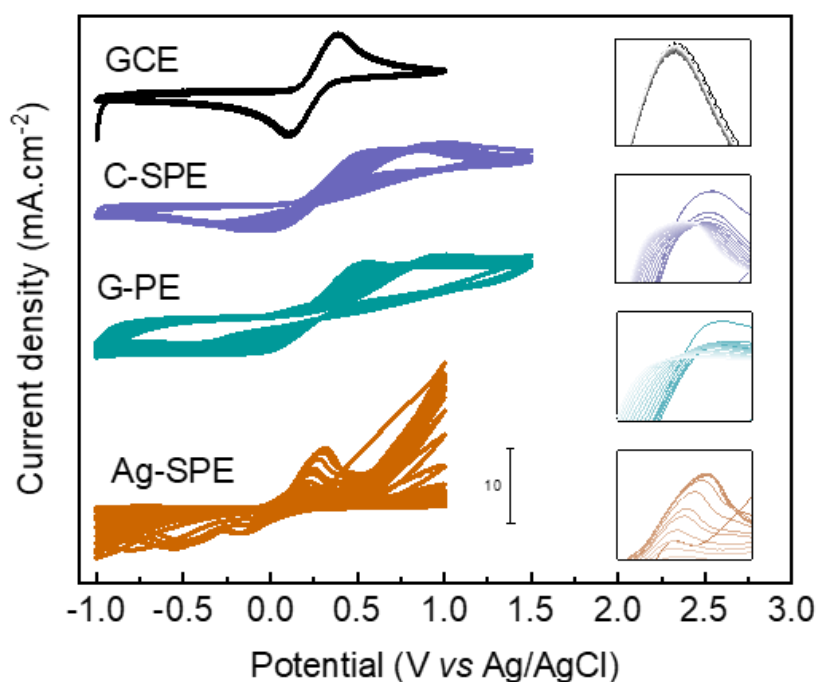 GCE
C-SPE
G-PE
Ag-SPE
10
Current density (mA.cm⁻²)
-1.0 -0.5 0.0 0.5 1.0 1.5 2.0 2.5 3.0
Potential (V vs Ag/AgCl)